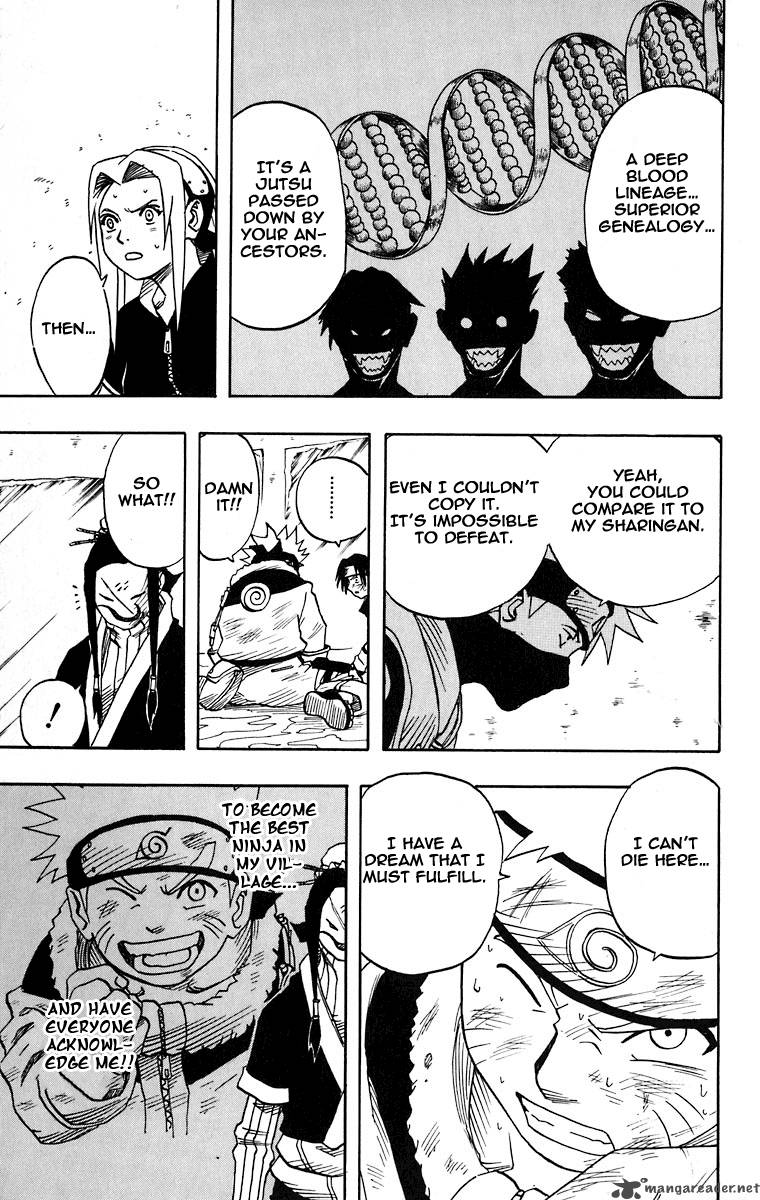 A DEEP
BLOOD
LINEAGE...
SUPERIOR
GENEALOGY...
IT'S A
JUTSU
PASSED
DOWN BY
YOUR AN-
CESTORS.
THEN...
YEAH,
YOU COULD
COMPARE IT TO
MY SHARINGAN.
EVEN I COULDN'T
COPY IT.
IT'S IMPOSSIBLE
TO DEFEAT.
........
DAMN
IT!!
SO
WHAT!!
!
I CAN'T
DIE HERE...
I HAVE A
DREAM THAT I
MUST FULFILL.
TO BECOME
THE BEST
NINJA IN
MY VIL-
LAGE...
AND HAVE
EVERYONE
ACKNOWL-
EDGE ME!!
mangareader.net